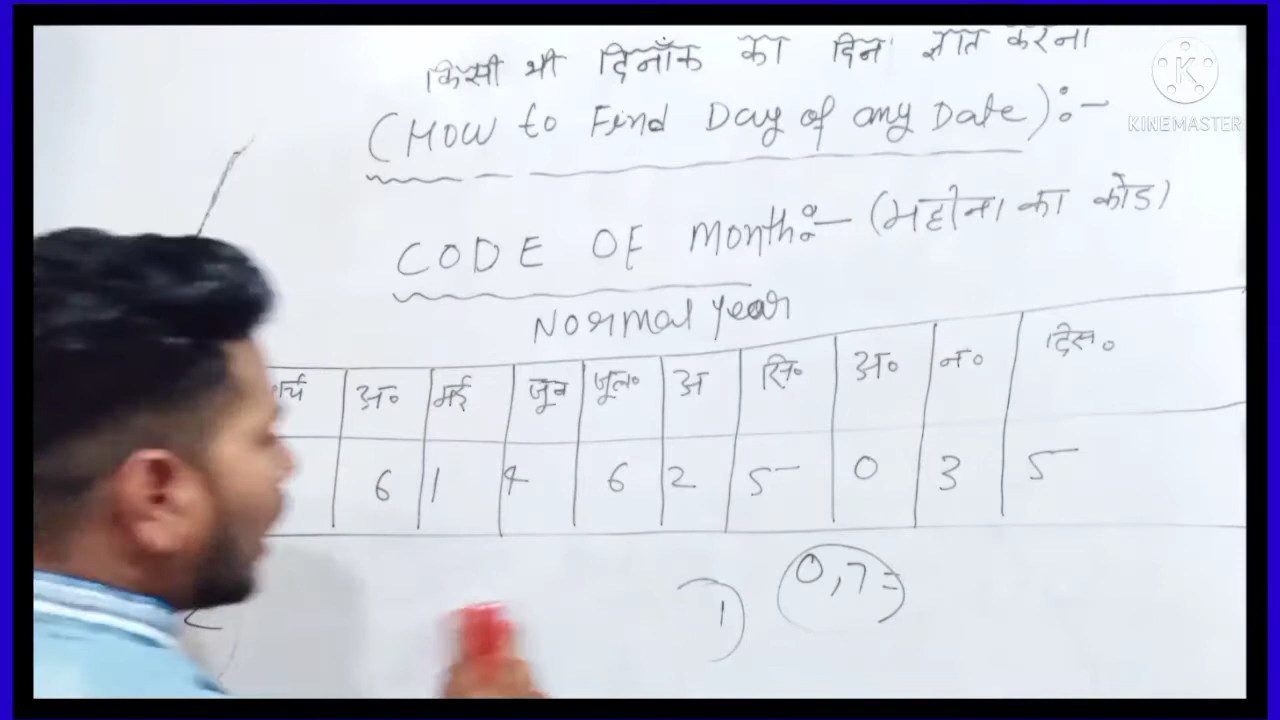 किसी भी दिनाँक का दिन ज्ञात करना
KINEMASTER
(How to Find Day of any Date):-
CODE OF Month:- (महीना का कोड)
Normal year
र्च अ० मई जून जुल० अ सि० अ० न० दिस०
6 1 4 6 2 5 0 3 5
1) 0,7=